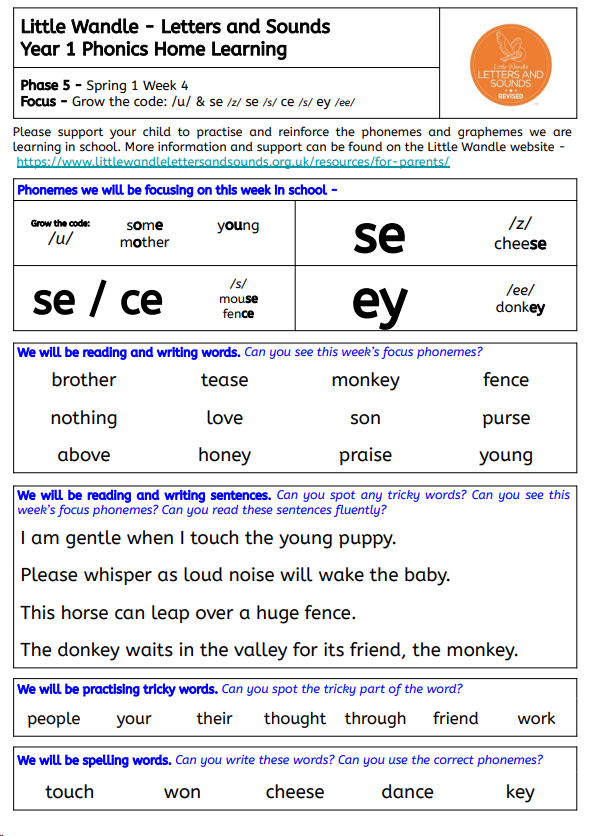 Little Wandle - Letters and Sounds
Year 1 Phonics Home Learning
Little Wandle
LETTERS AND
SOUNDS
REVISED
Phase 5 - Spring 1 Week 4
Focus - Grow the code: /u/ & se /z/ se /s/ ce /s/ ey /ee/
Please support your child to practise and reinforce the phonemes and graphemes we are
learning in school. More information and support can be found on the Little Wandle website -
https://www.littlewandlelettersandsounds.org.uk/resources/for-parents/
Phonemes we will be focusing on this week in school -
Grow the code:
/u/
some
mother
young
se
/z/
cheese
se / ce
/s/
mouse
fence
ey
/ee/
donkey
We will be reading and writing words. Can you see this week's focus phonemes?
brother tease monkey fence
nothing love son purse
above honey praise young
We will be reading and writing sentences. Can you spot any tricky words? Can you see this
week's focus phonemes? Can you read these sentences fluently?
I am gentle when I touch the young puppy.
Please whisper as loud noise will wake the baby.
This horse can leap over a huge fence.
The donkey waits in the valley for its friend, the monkey.
We will be practising tricky words. Can you spot the tricky part of the word?
people your their thought through friend work
We will be spelling words. Can you write these words? Can you use the correct phonemes?
touch won cheese dance key